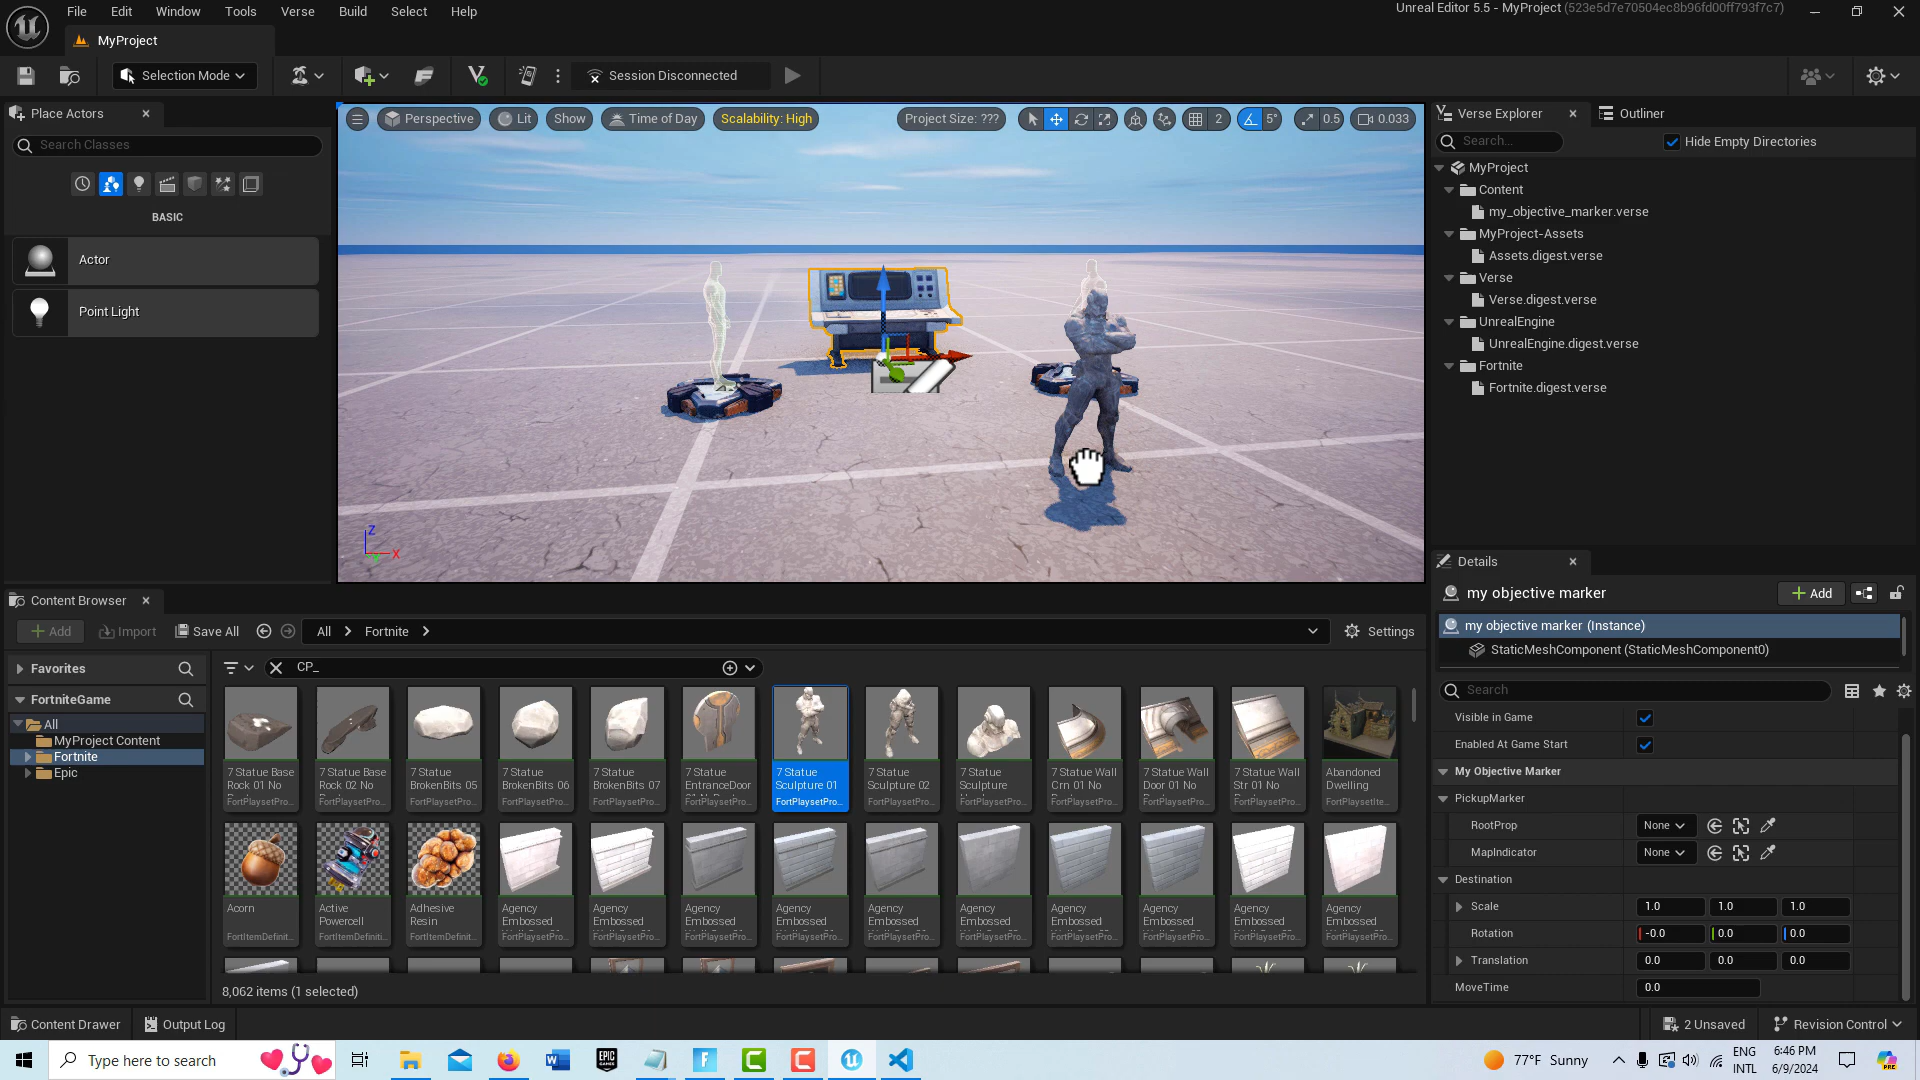 File Edit Window Tools Verse Build Select Help
Unreal Editor 5.5 - MyProject (523e5d7e70504ec8b96fd00ff793f7c7)
MyProject
Selection Mode
Session Disconnected
Place Actors
Search Classes
BASIC
Actor
Point Light
Perspective Lit Show Time of Day Scalability: High Project Size: ??? 2 5° 0.5 0.033
Z
X
Verse Explorer Outliner
Search... Hide Empty Directories
MyProject
Content
my_objective_marker.verse
MyProject-Assets
Assets.digest.verse
Verse
Verse.digest.verse
UnrealEngine
UnrealEngine.digest.verse
Fortnite
Fortnite.digest.verse
Details
my objective marker Add
my objective marker (Instance)
StaticMeshComponent (StaticMeshComponent0)
Search
Visible in Game
Enabled At Game Start
My Objective Marker
PickupMarker
RootProp None
MapIndicator None
Destination
Scale 1.0 1.0 1.0
Rotation -0.0 0.0 0.0
Translation 0.0 0.0 0.0
MoveTime 0.0
Content Browser
Add Import Save All All Fortnite Settings
Favorites
FortniteGame
All
MyProject Content
Fortnite
Epic
CP_
7 Statue Base 7 Statue Base 7 Statue 7 Statue 7 Statue 7 Statue 7 Statue 7 Statue 7 Statue 7 Statue Wall 7 Statue Wall 7 Statue Wall Abandoned
Rock 01 No Rock 02 No BrokenBits 05 BrokenBits 06 BrokenBits 07 EntranceDoor Sculpture 01 Sculpture 02 Sculpture Crn 01 No Door 01 No Str 01 No Dwelling
FortPlaysetPro... FortPlaysetPro... FortPlaysetPro... FortPlaysetPro... FortPlaysetPro... FortPlaysetPro... FortPlaysetPro... FortPlaysetPro... FortPlaysetPro... FortPlaysetPro... FortPlaysetPro... FortPlaysetPro... FortPlaysetIte...
Acorn Active Adhesive Agency Agency Agency Agency Agency Agency Agency Agency Agency Agency
Powercell Resin Embossed Embossed Embossed Embossed Embossed Embossed Embossed Embossed Embossed Embossed
FortItemDefinit... FortItemDefiniti... FortItemDefinit... FortPlaysetPro... FortPlaysetPro... FortPlaysetPro... FortPlaysetPro... FortPlaysetPro... FortPlaysetPro... FortPlaysetPro... FortPlaysetPro... FortPlaysetPro... FortPlaysetPro...
8,062 items (1 selected)
Content Drawer Output Log 2 Unsaved Revision Control
Type here to search
EPIC
GAMES
77°F Sunny
ENG
INTL
6:46 PM
6/9/2024